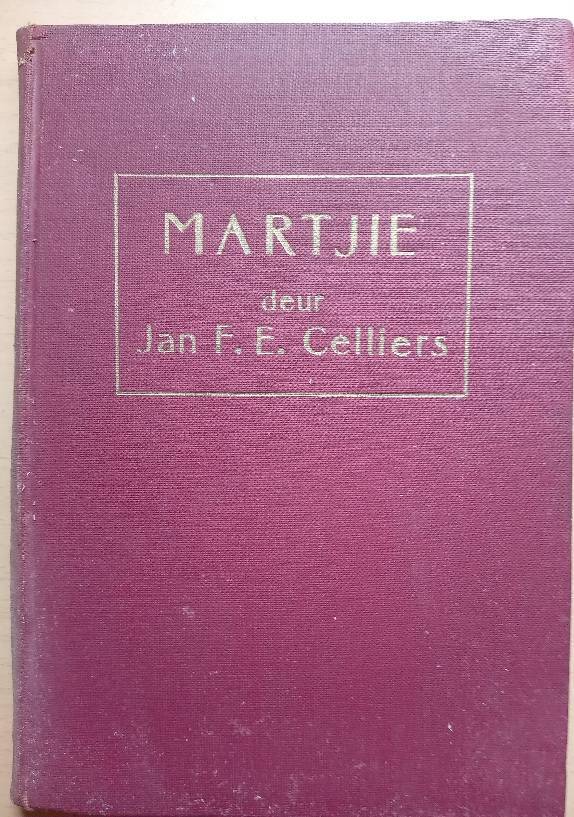 MARTJIE
deur
Jan F. E. Celliers